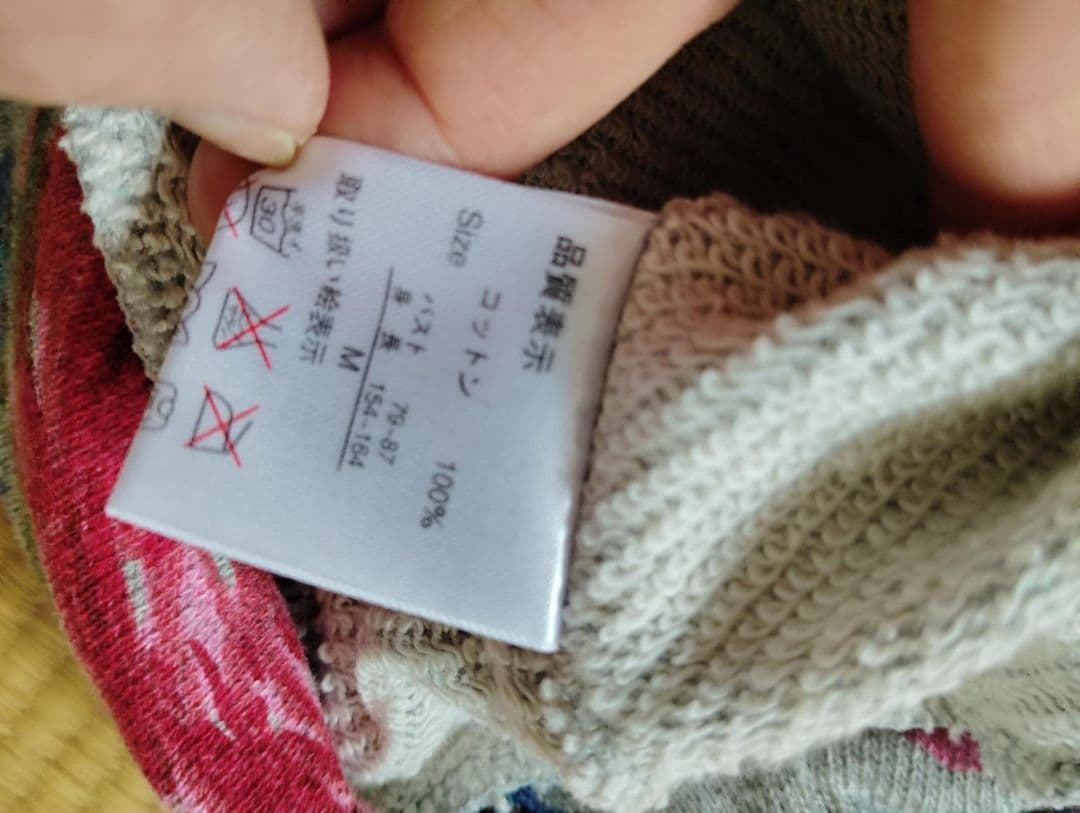 品質表示
コットン 100%
Size
バスト 79-87
身長 154-164
M
取り扱い絵表示
30